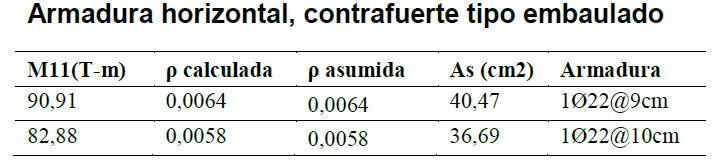 Armadura horizontal, contrafuerte tipo embaulado
M11(T-m) ρ calculada ρ asumida As (cm2) Armadura
90,91 0,0064 0,0064 40,47 1Ø22@9cm
82,88 0,0058 0,0058 36,69 1Ø22@10cm